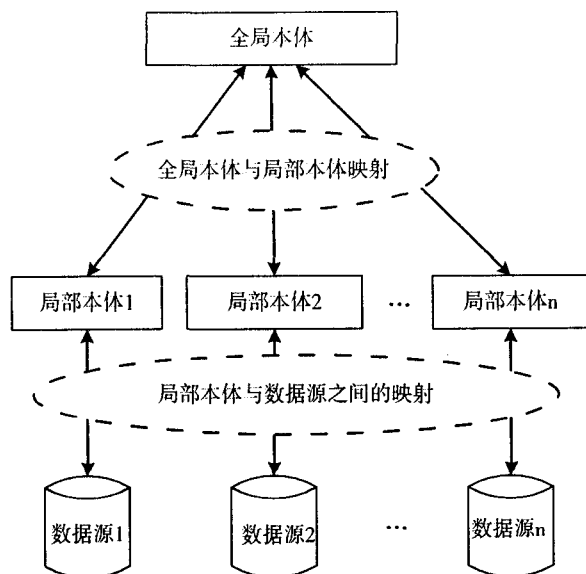 全局本体
全局本体与局部本体映射
局部本体1
局部本体2
...
局部本体n
局部本体与数据源之间的映射
数据源1
数据源2
...
数据源n